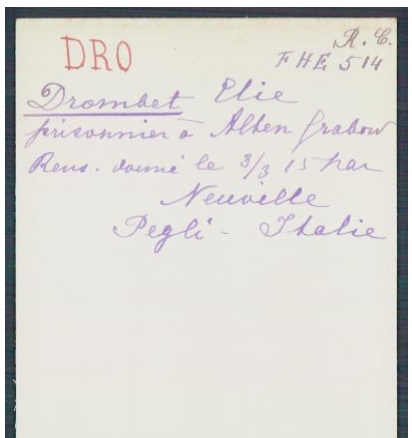 DRO
R. C.
FHE 514
Drombet Elie
prisonnier à Alten Grabow
Rens. donné le 3/3 15 par
Neuville
Pegli - Italie